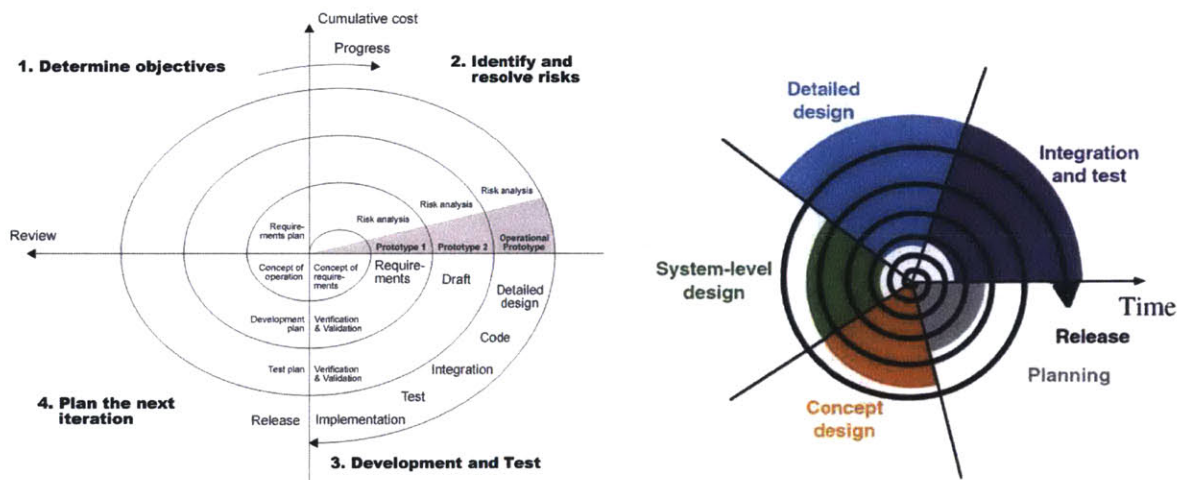 Cumulative cost
Progress
1. Determine objectives
2. Identify and
resolve risks
Risk analysis
Risk analysis
Risk analysis
Require-
ments plan
Prototype 1
Prototype 2
Operational
Prototype
Review
Concept of
operation
Concept of
require-
ments
Require-
ments
Draft
Detailed
design
Development
plan
Verification
& Validation
Code
Test plan
Verification
& Validation
Integration
Test
4. Plan the next
iteration
Release
Implementation
3. Development and Test
Detailed
design
Integration
and test
System-level
design
Time
Release
Planning
Concept
design